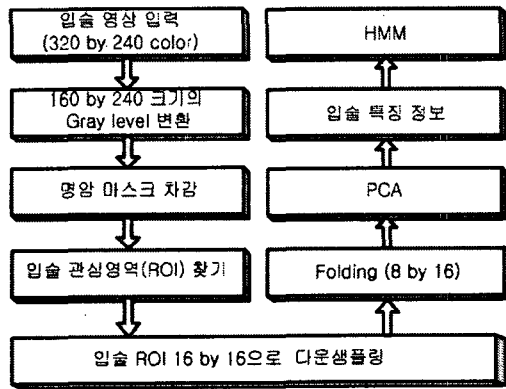 입술 영상 입력
(320 by 240 color)
160 by 240 크기의
Gray level 변환
명암 마스크 차감
입술 관심영역(ROI) 찾기
입술 ROI 16 by 16으로 다운샘플링
Folding (8 by 16)
PCA
입술 특징 정보
HMM